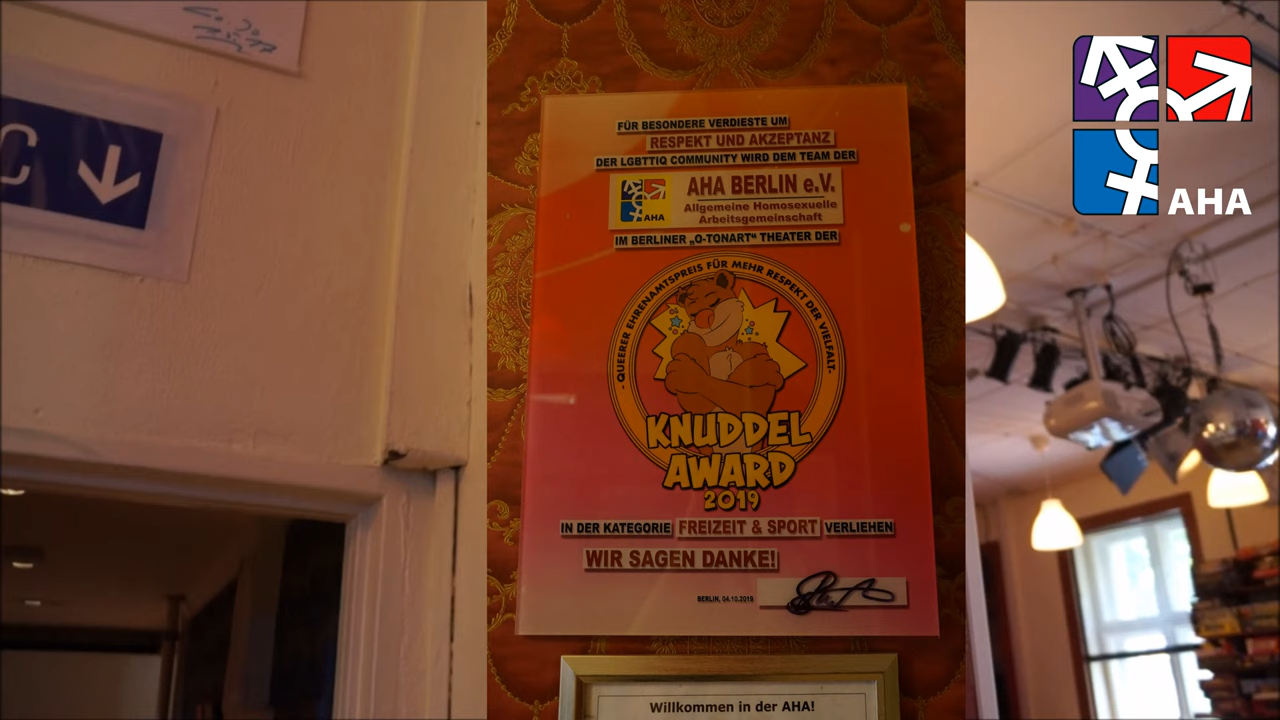 C
FÜR BESONDERE VERDIESTE UM
RESPEKT UND AKZEPTANZ
DER LGBTTIQ COMMUNITY WIRD DEM TEAM DER
AHA
AHA BERLIN e.V.
Allgemeine Homosexuelle
Arbeitsgemeinschaft
IM BERLINER „O-TONART“ THEATER DER
- QUEERER EHRENAMTSPREIS FÜR MEHR RESPEKT DER VIELFALT-
KNUDDEL
AWARD
2019
IN DER KATEGORIE FREIZEIT & SPORT VERLIEHEN
WIR SAGEN DANKE!
BERLIN, 04.10.2019
Willkommen in der AHA!
AHA